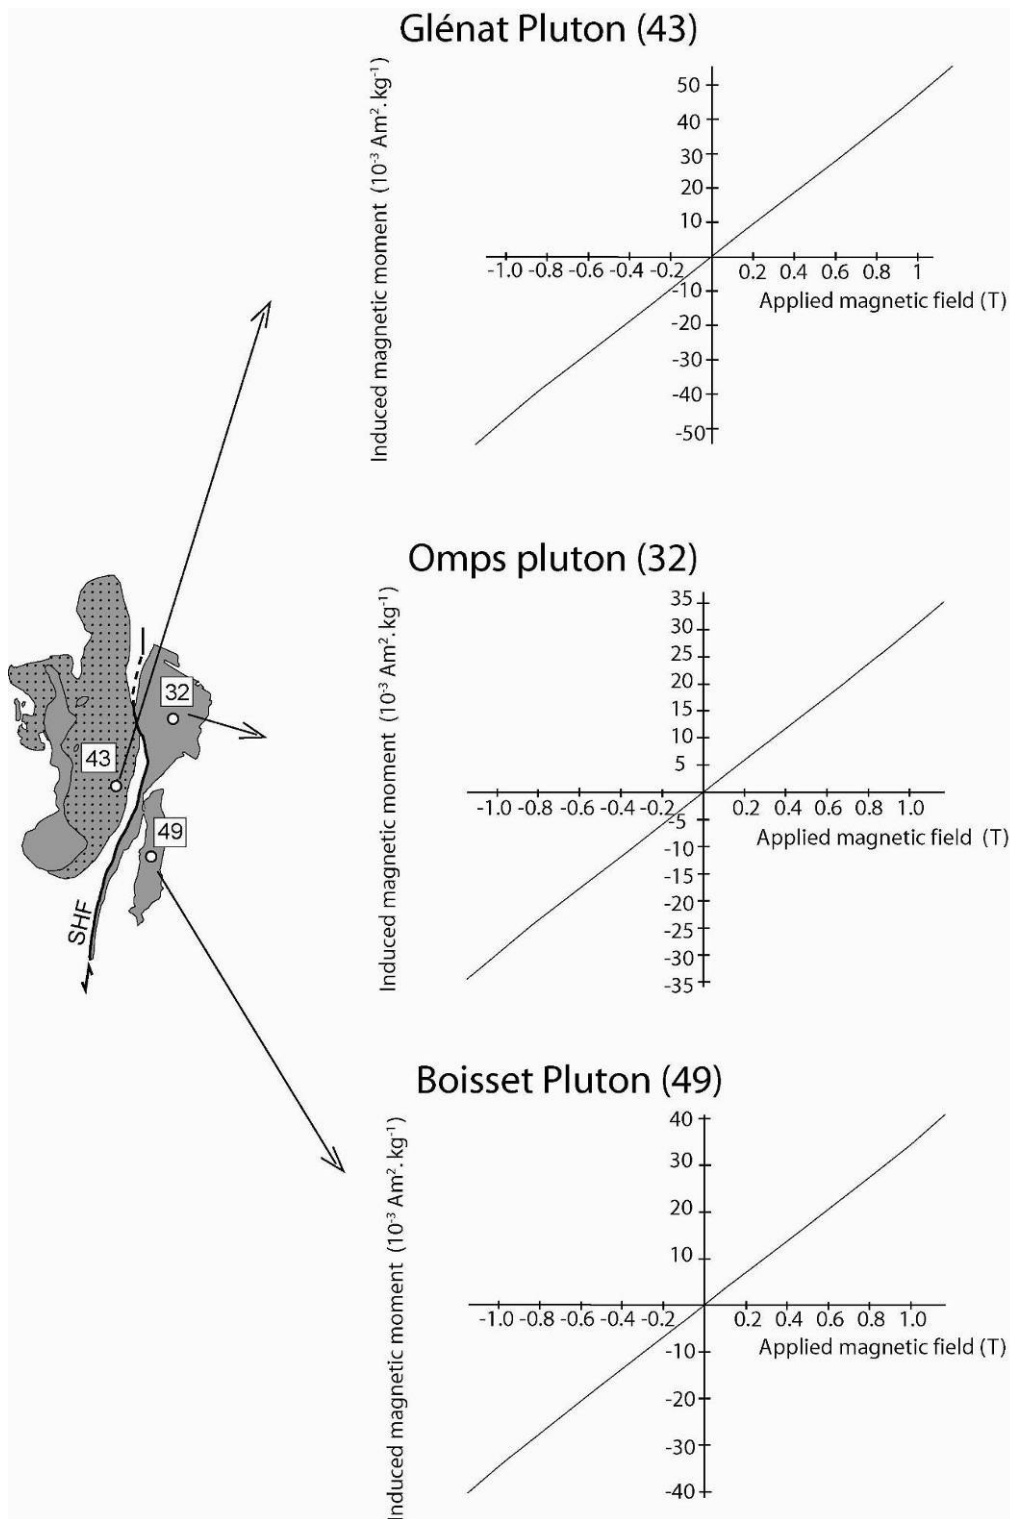 Glénat Pluton (43)
Induced magnetic moment (10⁻³ Am².kg⁻¹)
50
40
30
20
10
-1.0 -0.8 -0.6 -0.4 -0.2 0.2 0.4 0.6 0.8 1
-10
Applied magnetic field (T)
-20
-30
-40
-50
Omps pluton (32)
Induced magnetic moment (10⁻³ Am².kg⁻¹)
35
30
25
20
15
10
5
-1.0 -0.8 -0.6 -0.4 -0.2 0.2 0.4 0.6 0.8 1.0
-5
Applied magnetic field (T)
-10
-15
-20
-25
-30
-35
32
43
49
SHF
Boisset Pluton (49)
Induced magnetic moment (10⁻³ Am².kg⁻¹)
40
30
20
10
-1.0 -0.8 -0.6 -0.4 -0.2 0.2 0.4 0.6 0.8 1.0
Applied magnetic field (T)
-10
-20
-30
-40